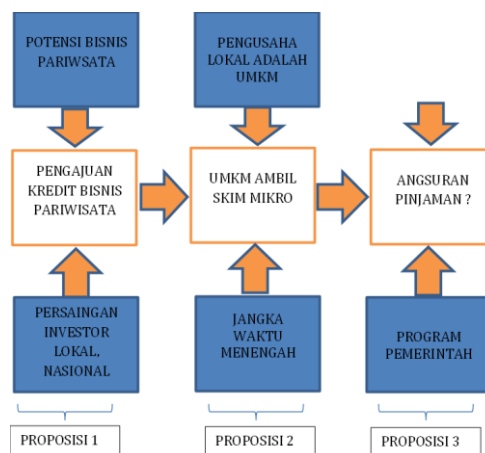 POTENSI BISNIS
PARIWSATA
PENGUSAHA
LOKAL ADALAH
UMKM
PENGAJUAN
KREDIT BISNIS
PARIWISATA
UMKM AMBIL
SKIM MIKRO
ANGSURAN
PINJAMAN ?
PERSAINGAN
INVESTOR
LOKAL,
NASIONAL
JANGKA
WAKTU
MENENGAH
PROGRAM
PEMERINTAH
PROPOSISI 1
PROPOSISI 2
PROPOSISI 3